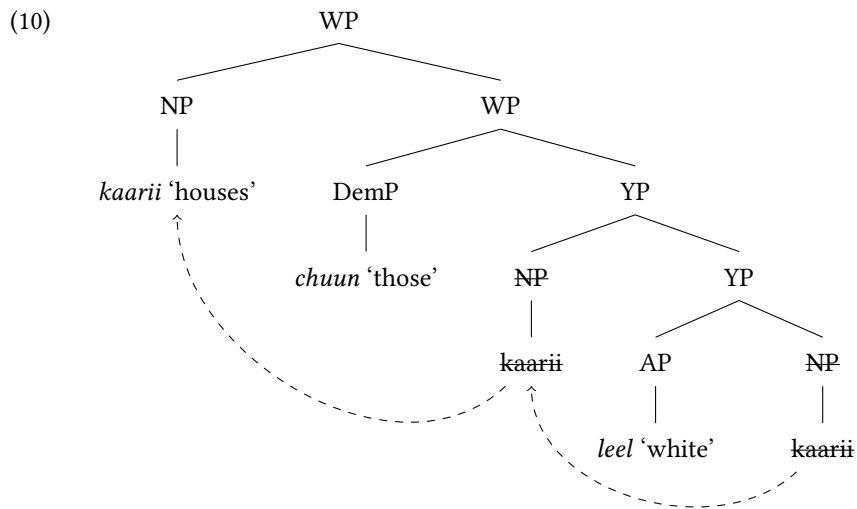 (10) WP
NP WP
kaarii ‘houses’ DemP YP
chuun ‘those’ NP YP
kaarii AP NP
leel ‘white’ kaarii